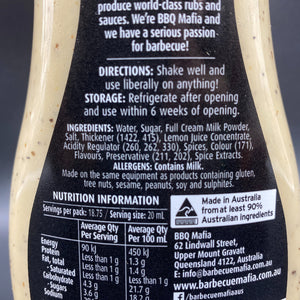 produce world-class rubs and
sauces. We're BBQ Mafia and
we have a serious passion
for barbecue!
DIRECTIONS: Shake well and
use liberally on anything!
STORAGE: Refrigerate after opening
and use within 6 weeks of opening.
INGREDIENTS: Water, Sugar, Full Cream Milk Powder,
Salt, Thickener (1422, 415), Lemon Juice Concentrate,
Acidity Regulator (260, 262, 330), Spices, Colour (171),
Flavours, Preservative (211, 202), Spice Extracts.
ALLERGENS: Contains Milk.
Made on the same equipment as products containing gluten,
tree nuts, sesame, peanuts, soy and sulphites.
NUTRITION INFORMATION
Servings per pack: 18.75 / Serving size: 20 mL
Average Qty Per Serving
Average Qty Per 100 mL
Energy 90 kJ 450 kJ
Protein Less than 1 g 1.3 g
Fat, total Less than 1 g 1.4 g
- Saturated Less than 1 g Less than 1 g
Carbohydrate 4.3 g 21.7 g
- Sugars 3.6 g 18.2 g
Made in Australia
from at least 90%
Australian ingredients
BBQ Mafia
62 Lindwall Street,
Upper Mount Gravatt
Queensland 4122, Australia
www.barbecuemafia.com
@barbecuemafiaaus